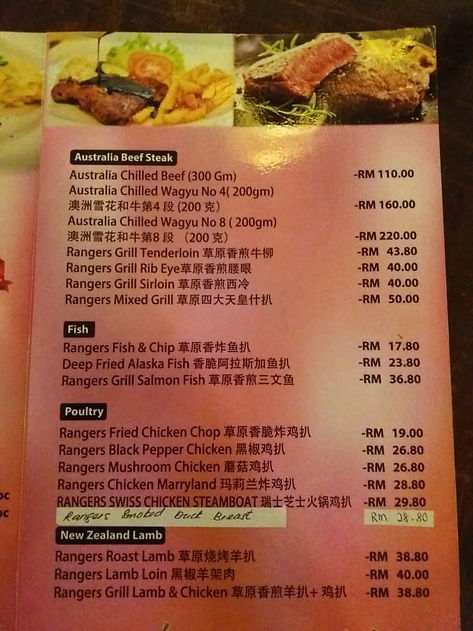 Australia Beef Steak
Australia Chilled Beef (300 Gm) -RM 110.00
Australia Chilled Wagyu No 4( 200gm)
澳洲雪花和牛第4 段 (200 克) -RM 160.00
Australia Chilled Wagyu No 8 ( 200gm)
澳洲雪花和牛第8 段 （200 克） -RM 220.00
Rangers Grill Tenderloin 草原香煎牛柳 -RM 43.80
Rangers Grill Rib Eye草原香煎腰眼 -RM 40.00
Rangers Grill Sirloin 草原香煎西冷 -RM 40.00
Rangers Mixed Grill 草原四大天皇什扒 -RM 50.00
Fish
Rangers Fish & Chip 草原香炸鱼扒 -RM 17.80
Deep Fried Alaska Fish 香脆阿拉斯加鱼扒 -RM 23.80
Rangers Grill Salmon Fish 草原香煎三文鱼 -RM 36.80
Poultry
Rangers Fried Chicken Chop 草原香脆炸鸡扒 -RM 19.00
Rangers Black Pepper Chicken 黑椒鸡扒 -RM 26.80
Rangers Mushroom Chicken 蘑菇鸡扒 -RM 26.80
Rangers Chicken Marryland 玛莉兰炸鸡扒 -RM 28.80
RANGERS SWISS CHICKEN STEAMBOAT 瑞士芝士火锅鸡扒 -RM 29.80
Rangers Smoked Duck Breast RM 28.80
New Zealand Lamb
Rangers Roast Lamb 草原烧烤羊扒 -RM 38.80
Rangers Lamb Loin 黑椒羊架肉 -RM 40.00
Rangers Grill Lamb & Chicken 草原香煎羊扒+ 鸡扒 -RM 38.80